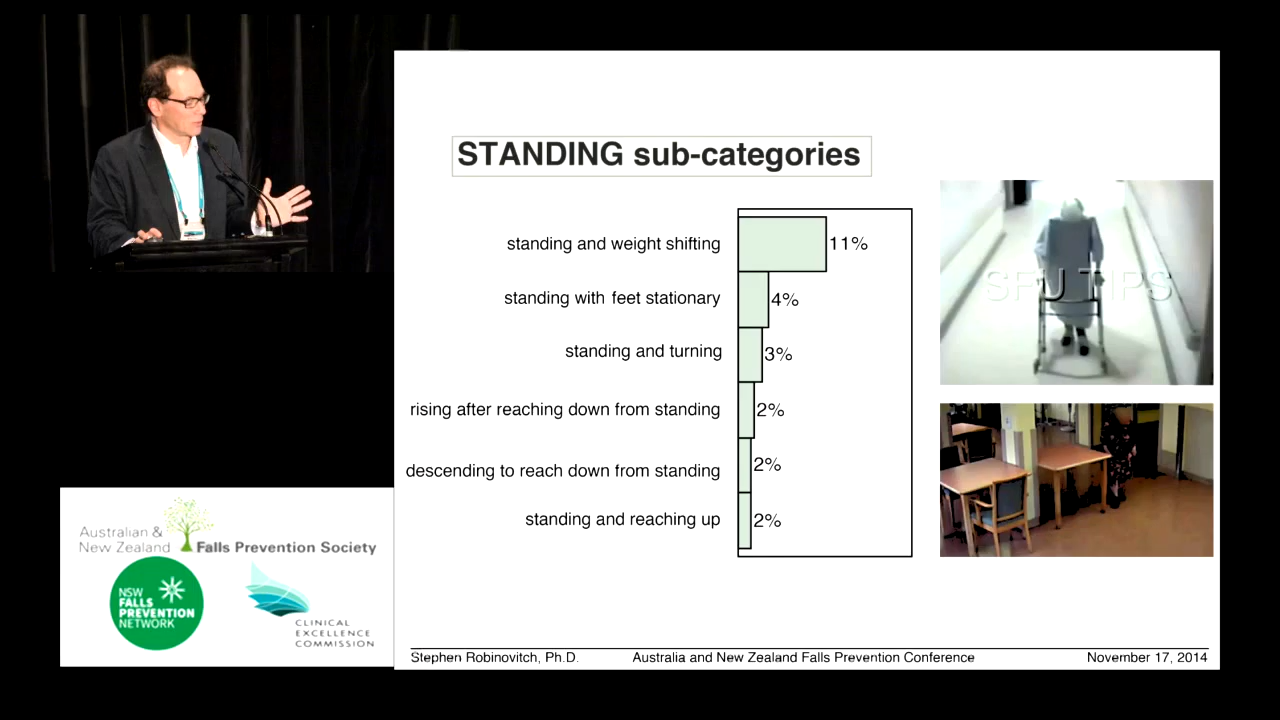 STANDING sub-categories
standing and weight shifting 11%
standing with feet stationary 4%
standing and turning 3%
rising after reaching down from standing 2%
descending to reach down from standing 2%
standing and reaching up 2%
SFU TIPS
Australian &
New Zealand Falls Prevention Society
NSW
FALLS
PREVENTION
NETWORK
CLINICAL
EXCELLENCE
COMMISSION
Stephen Robinovitch, Ph.D. Australia and New Zealand Falls Prevention Conference November 17, 2014